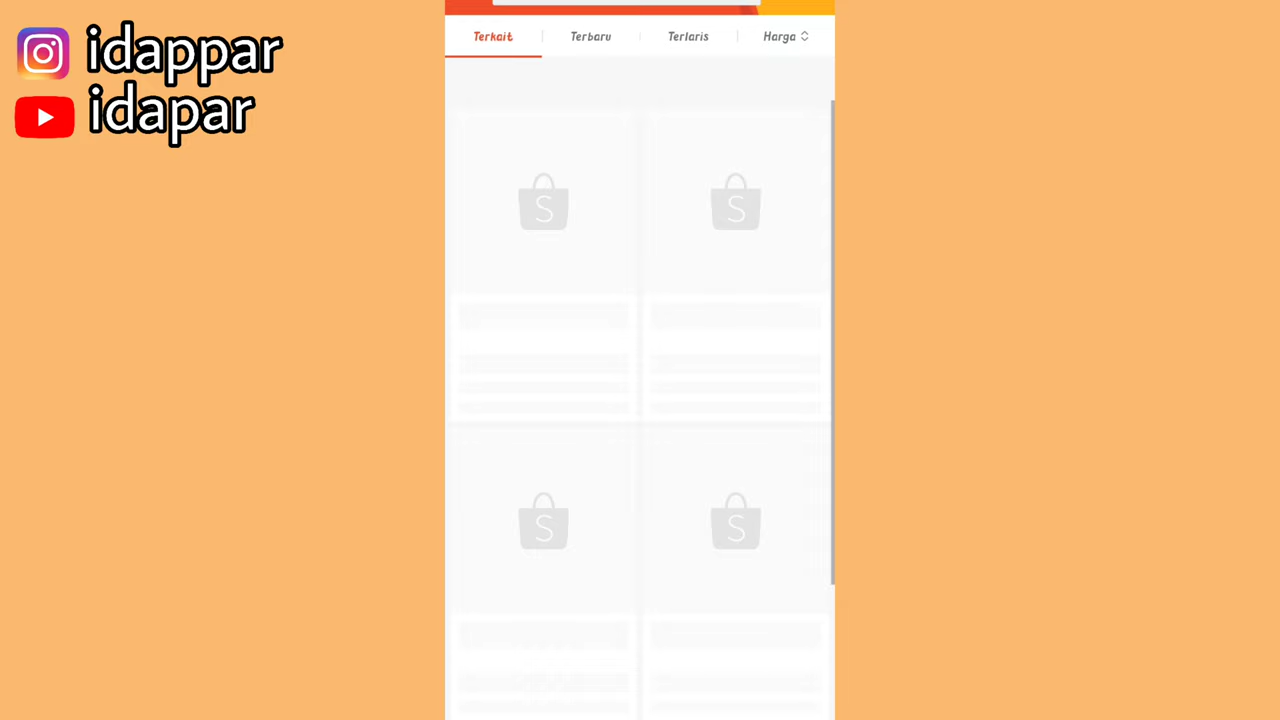 idappar
idapar
Terkait
Terbaru
Terlaris
Harga
S
S
S
S